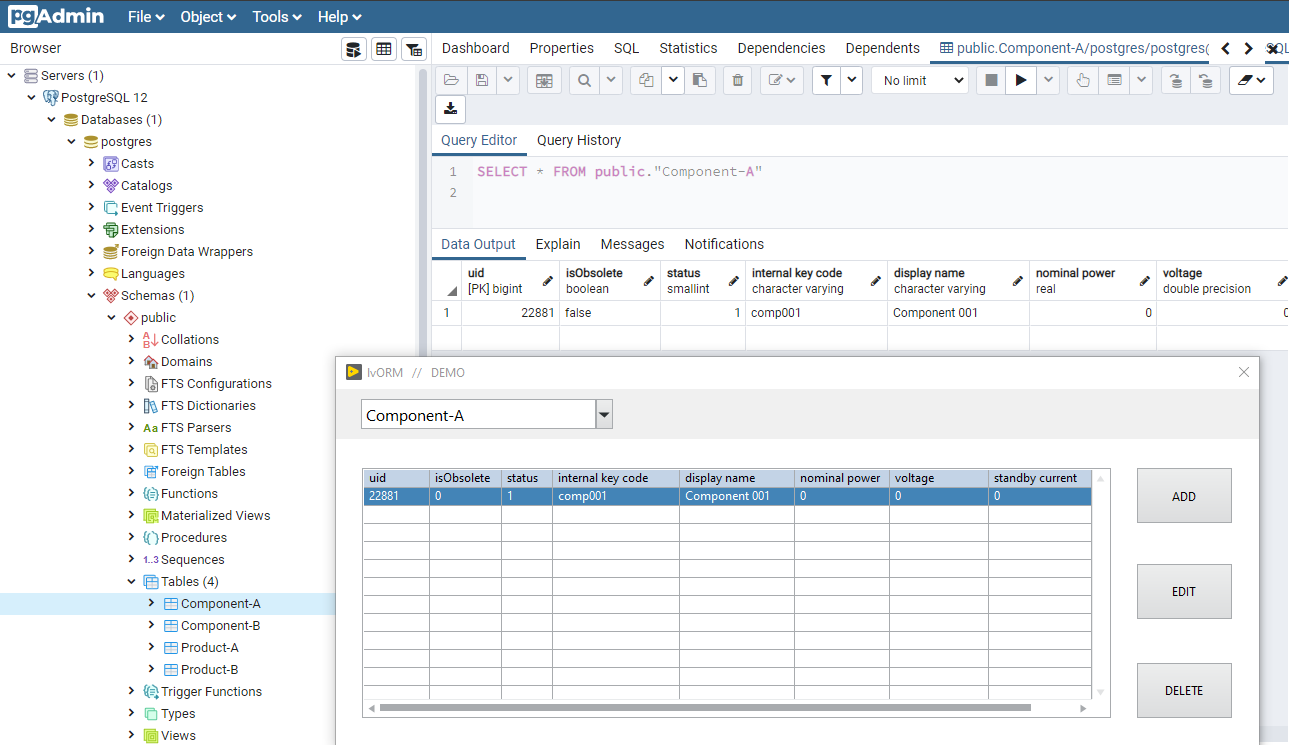 pgAdmin File Object Tools Help
Browser
Dashboard Properties SQL Statistics Dependencies Dependents public.Component-A/postgres/postgres(
Servers (1)
PostgreSQL 12
Databases (1)
postgres
Casts
Catalogs
Event Triggers
Extensions
Foreign Data Wrappers
Languages
Schemas (1)
public
Collations
Domains
FTS Configurations
FTS Dictionaries
Aa FTS Parsers
FTS Templates
Foreign Tables
Functions
Materialized Views
Procedures
1..3 Sequences
Tables (4)
Component-A
Component-B
Product-A
Product-B
Trigger Functions
Types
Views
No limit
Query Editor Query History
1 SELECT * FROM public."Component-A"
2
Data Output Explain Messages Notifications
uid isObsolete status internal key code display name nominal power voltage
[PK] bigint boolean smallint character varying character varying real double precision
1 22881 false 1 comp001 Component 001 0 0
lvORM // DEMO
Component-A
uid isObsolete status internal key code display name nominal power voltage standby current
22881 0 1 comp001 Component 001 0 0 0
ADD
EDIT
DELETE